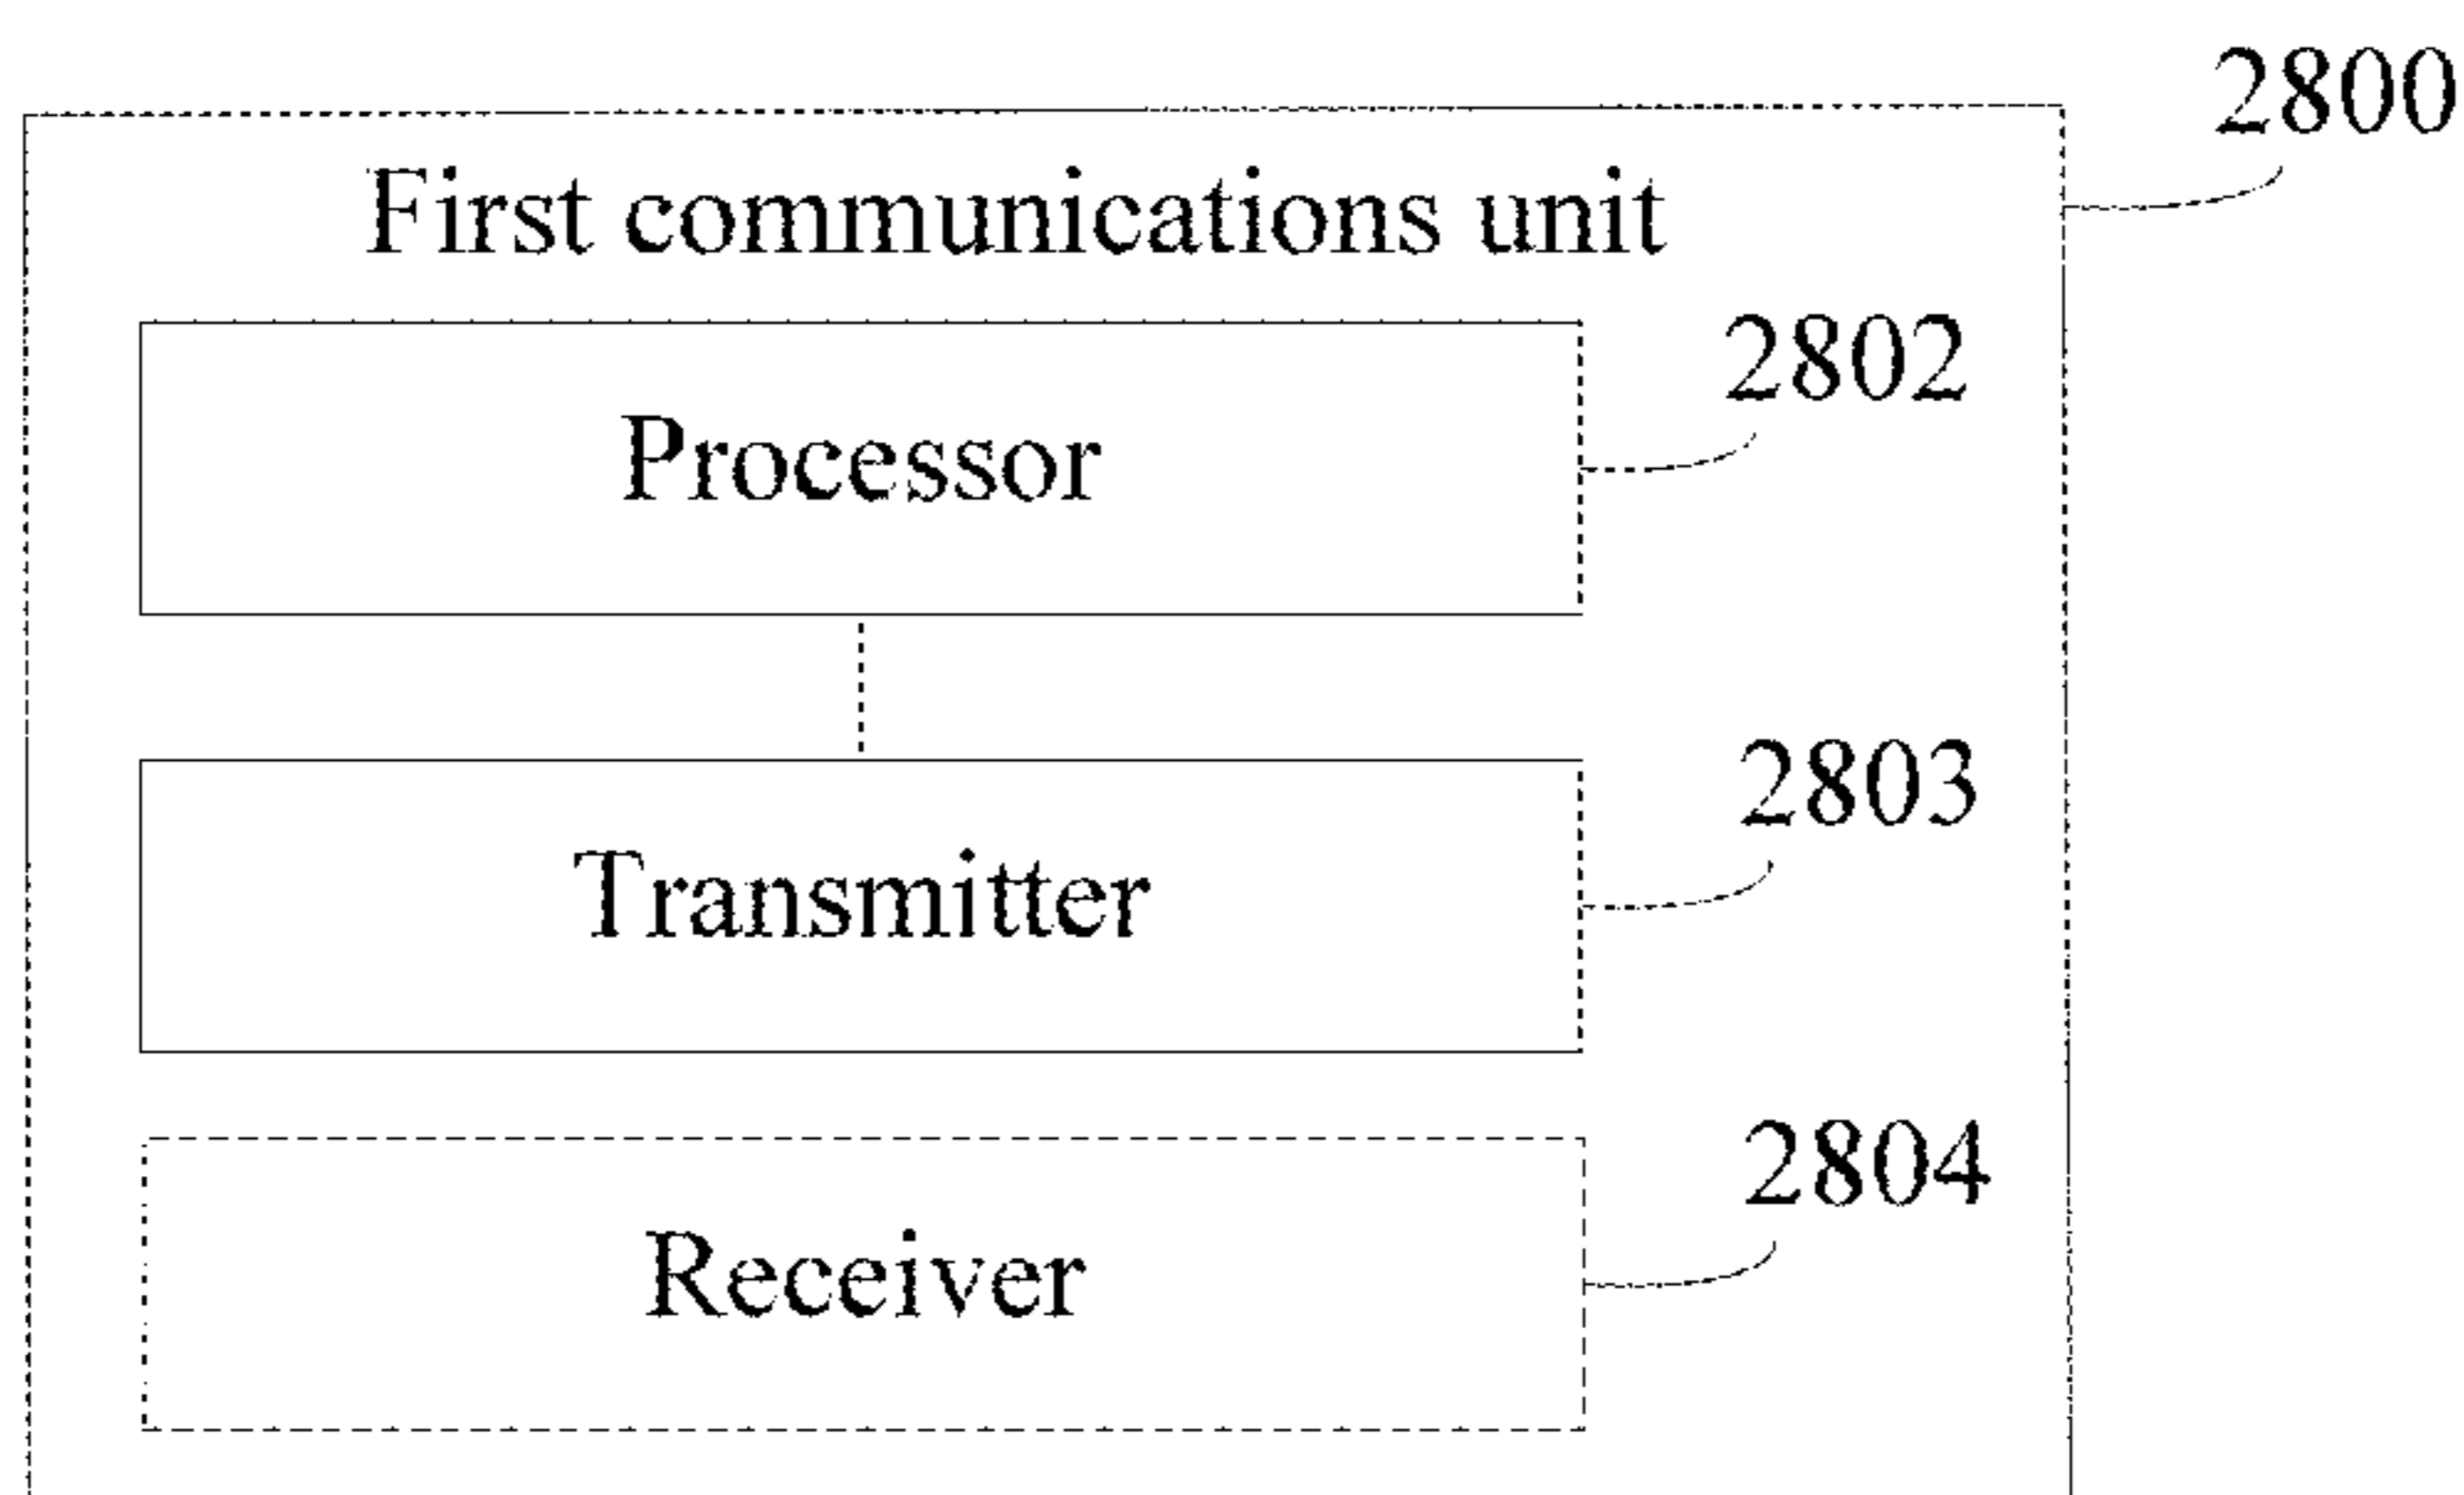 2800
First communications unit
2802
Processor
2803
Transmitter
2804
Receiver